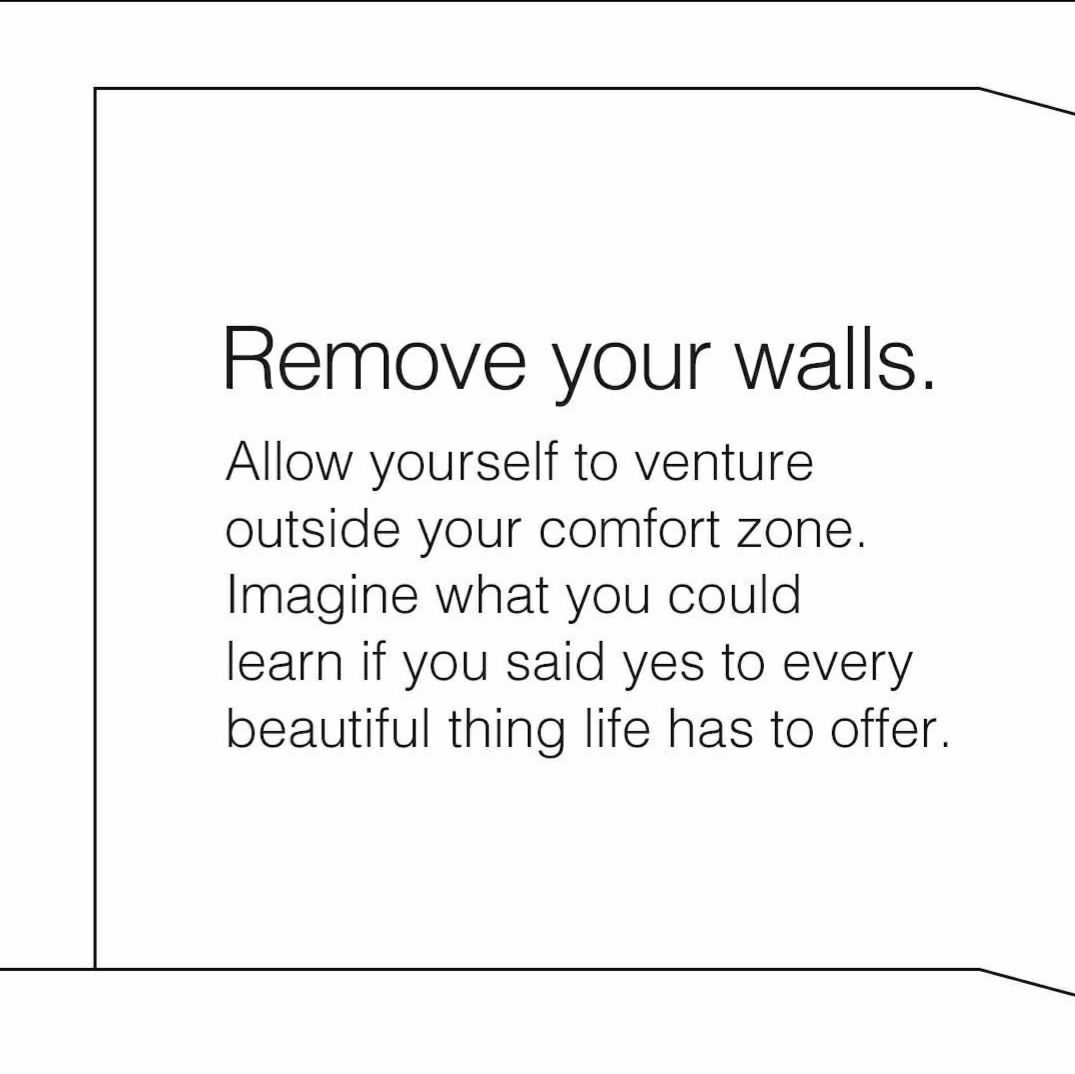 Remove your walls.
Allow yourself to venture
outside your comfort zone.
Imagine what you could
learn if you said yes to every
beautiful thing life has to offer.